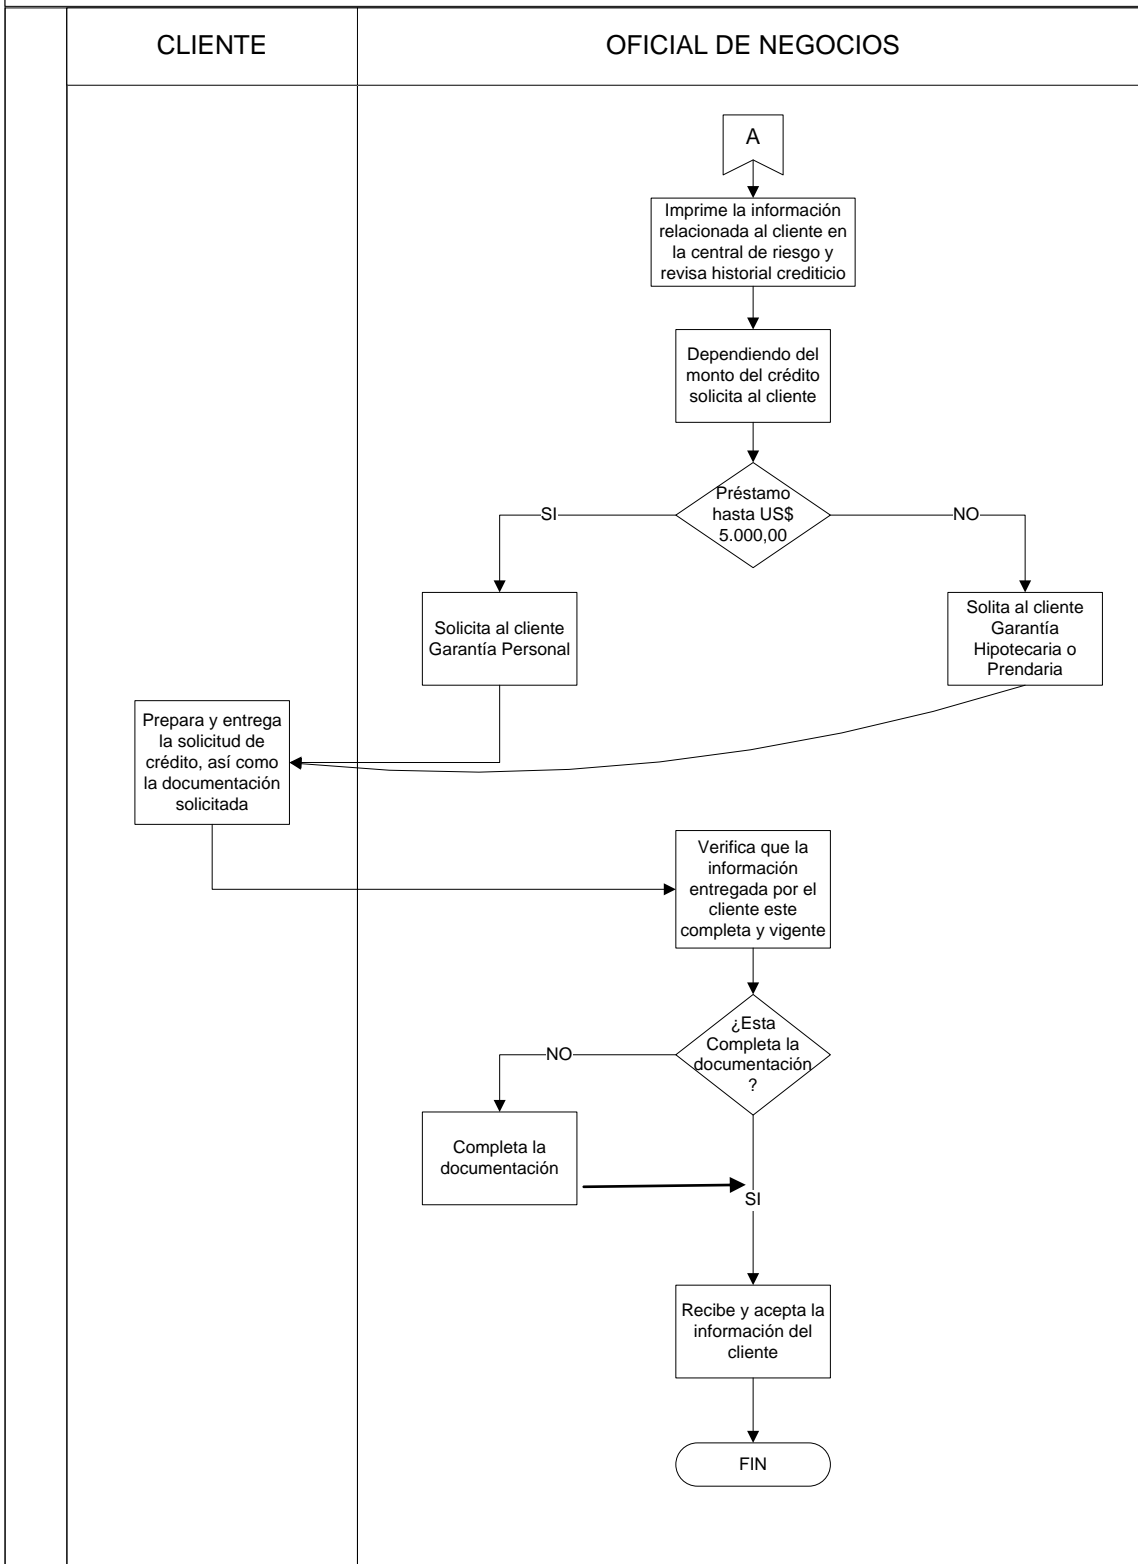 CLIENTE
OFICIAL DE NEGOCIOS
A
Imprime la información
relacionada al cliente en
la central de riesgo y
revisa historial crediticio
Dependiendo del
monto del crédito
solicita al cliente
Préstamo
hasta US$
5.000,00
SI
NO
Solicita al cliente
Garantía Personal
Solita al cliente
Garantía
Hipotecaria o
Prendaria
Prepara y entrega
la solicitud de
crédito, así como
la documentación
solicitada
Verifica que la
información
entregada por el
cliente este
completa y vigente
¿Esta
Completa la
documentación
?
NO
Completa la
documentación
SI
Recibe y acepta la
información del
cliente
FIN